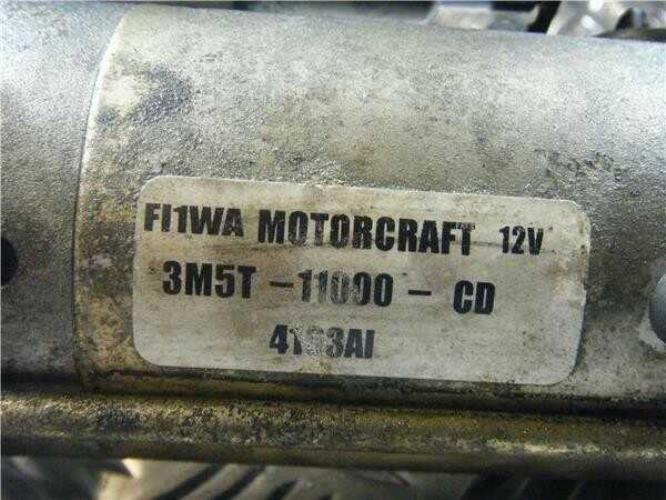 FI1WA MOTORCRAFT 12V
3M5T - 11000 - CD